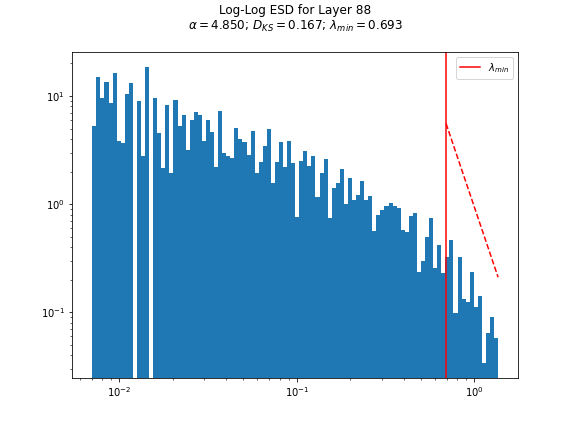 Log-Log ESD for Layer 88
α = 4.850; D_KS = 0.167; λ_min = 0.693
λ_min
10¹
10⁰
10⁻¹
10⁻² 10⁻¹ 10⁰